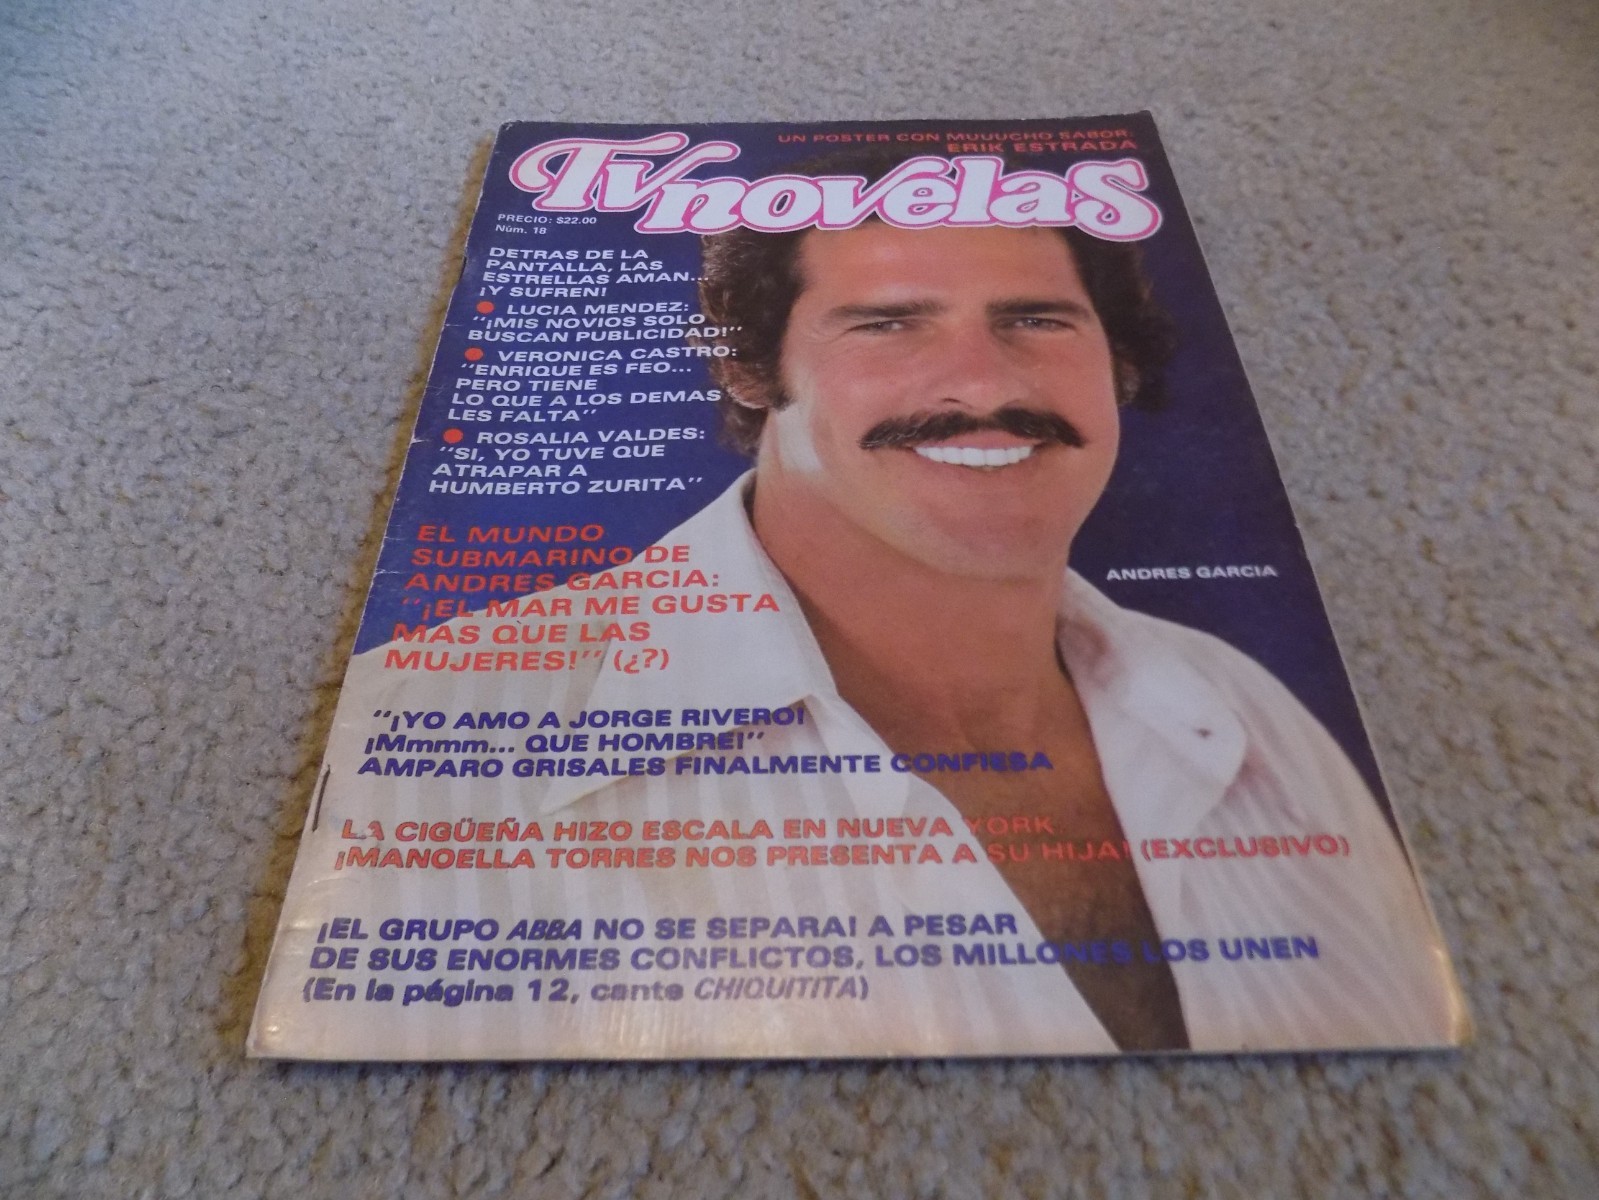 UN POSTER CON MUUUCHO SABOR:
ERIK ESTRADA
Tvnovelas
PRECIO: $22.00
Núm. 18
DETRAS DE LA
PANTALLA, LAS
ESTRELLAS AMAN...
¡Y SUFREN!
● LUCIA MENDEZ:
"¡MIS NOVIOS SOLO
BUSCAN PUBLICIDAD!"
● VERONICA CASTRO:
"ENRIQUE ES FEO...
PERO TIENE
LO QUE A LOS DEMAS
LES FALTA"
● ROSALIA VALDES:
"SI, YO TUVE QUE
ATRAPAR A
HUMBERTO ZURITA"
EL MUNDO
SUBMARINO DE
ANDRES GARCIA:
"¡EL MAR ME GUSTA
MAS QUE LAS
MUJERES!" (¿?)
ANDRES GARCIA
"¡YO AMO A JORGE RIVERO!
¡Mmmm... QUE HOMBRE!"
AMPARO GRISALES FINALMENTE CONFIESA
LA CIGÜEÑA HIZO ESCALA EN NUEVA YORK
¡MANOELLA TORRES NOS PRESENTA A SU HIJA! (EXCLUSIVO)
¡EL GRUPO ABBA NO SE SEPARA! A PESAR
DE SUS ENORMES CONFLICTOS, LOS MILLONES LOS UNEN
(En la página 12, cante CHIQUITITA)